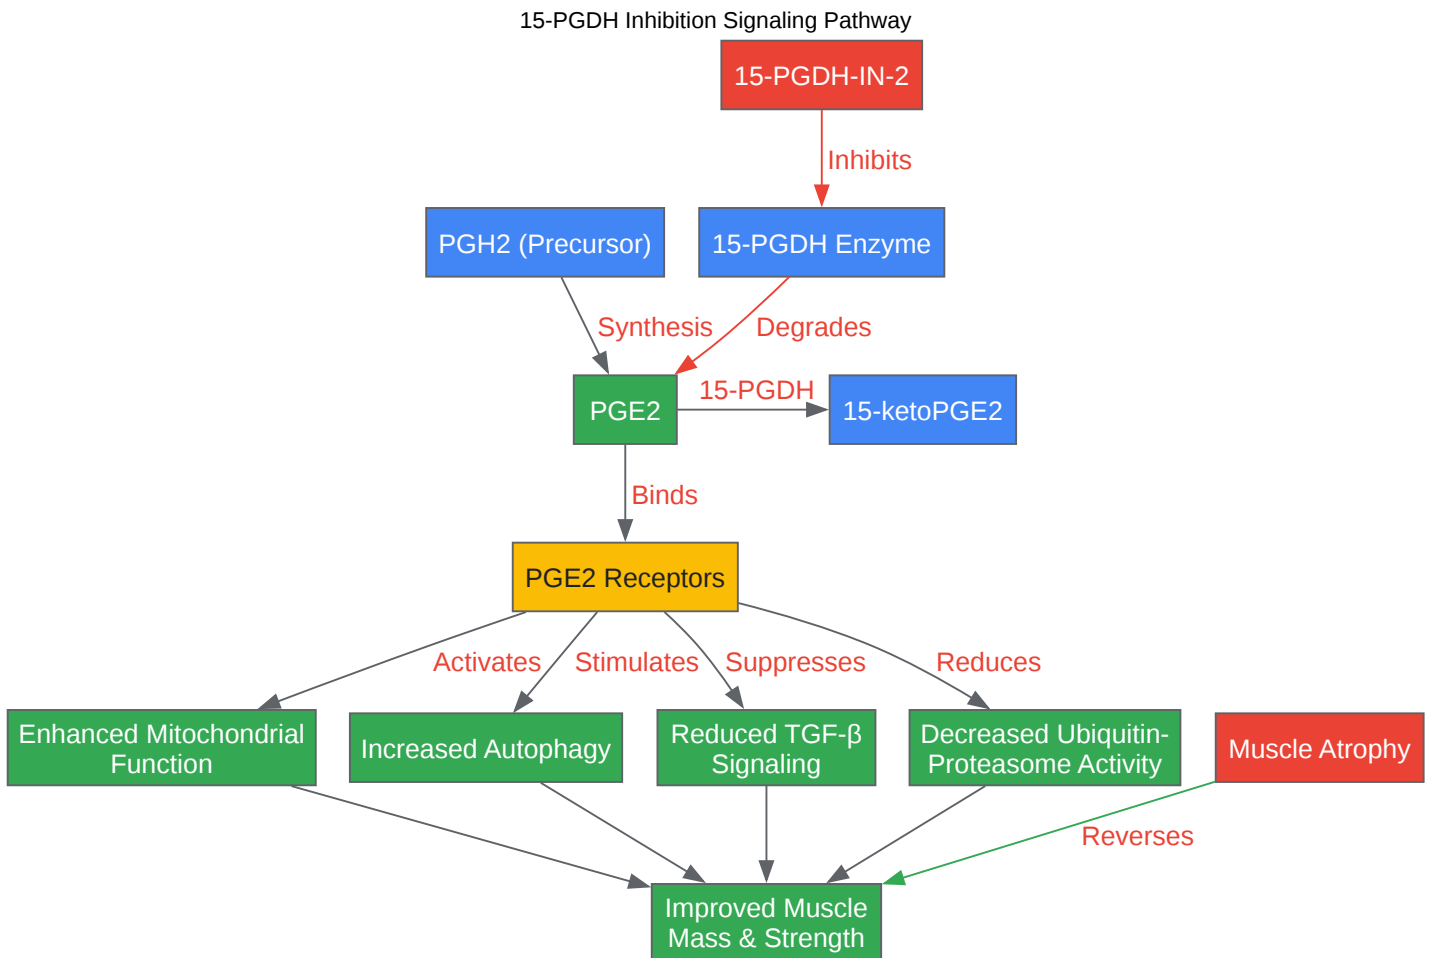 15-PGDH Inhibition Signaling Pathway
15-PGDH-IN-2
Inhibits
PGH2 (Precursor)
15-PGDH Enzyme
Synthesis
Degrades
PGE2
15-PGDH
15-ketoPGE2
Binds
PGE2 Receptors
Activates
Stimulates
Suppresses
Reduces
Enhanced Mitochondrial
Function
Increased Autophagy
Reduced TGF-β
Signaling
Decreased Ubiquitin-
Proteasome Activity
Muscle Atrophy
Reverses
Improved Muscle
Mass & Strength